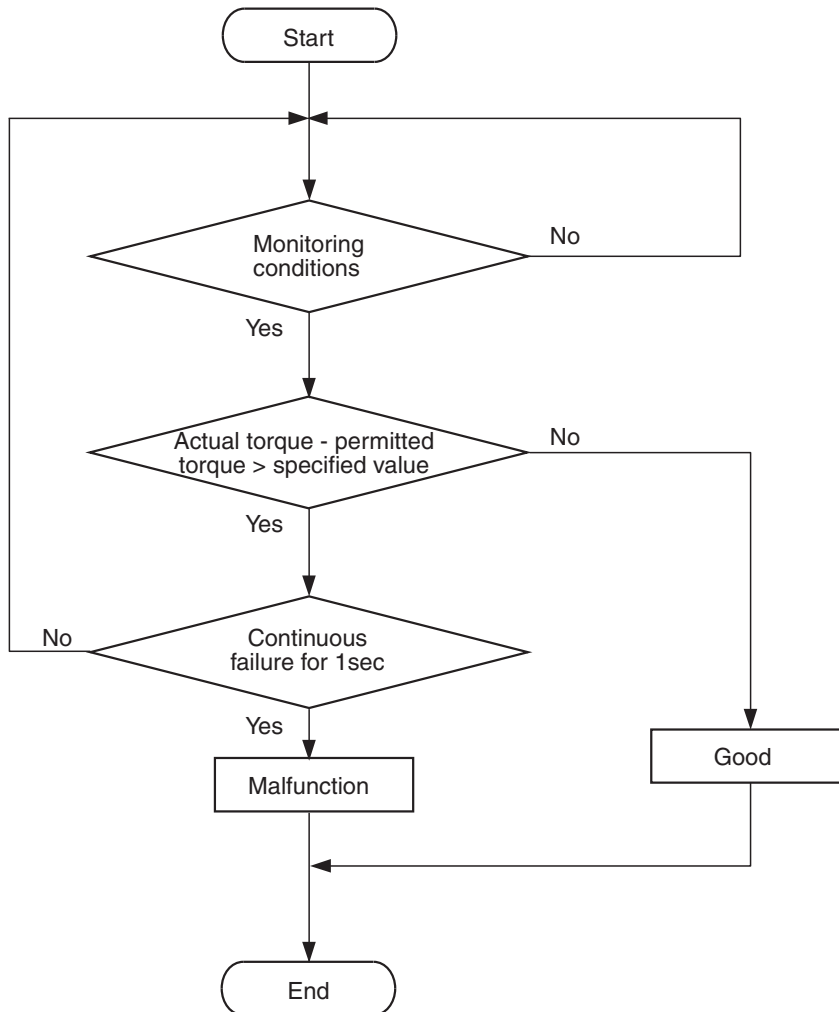 Start
Monitoring
conditions
No
Yes
Actual torque - permitted
torque > specified value
No
Yes
Continuous
failure for 1sec
No
Yes
Malfunction
Good
End